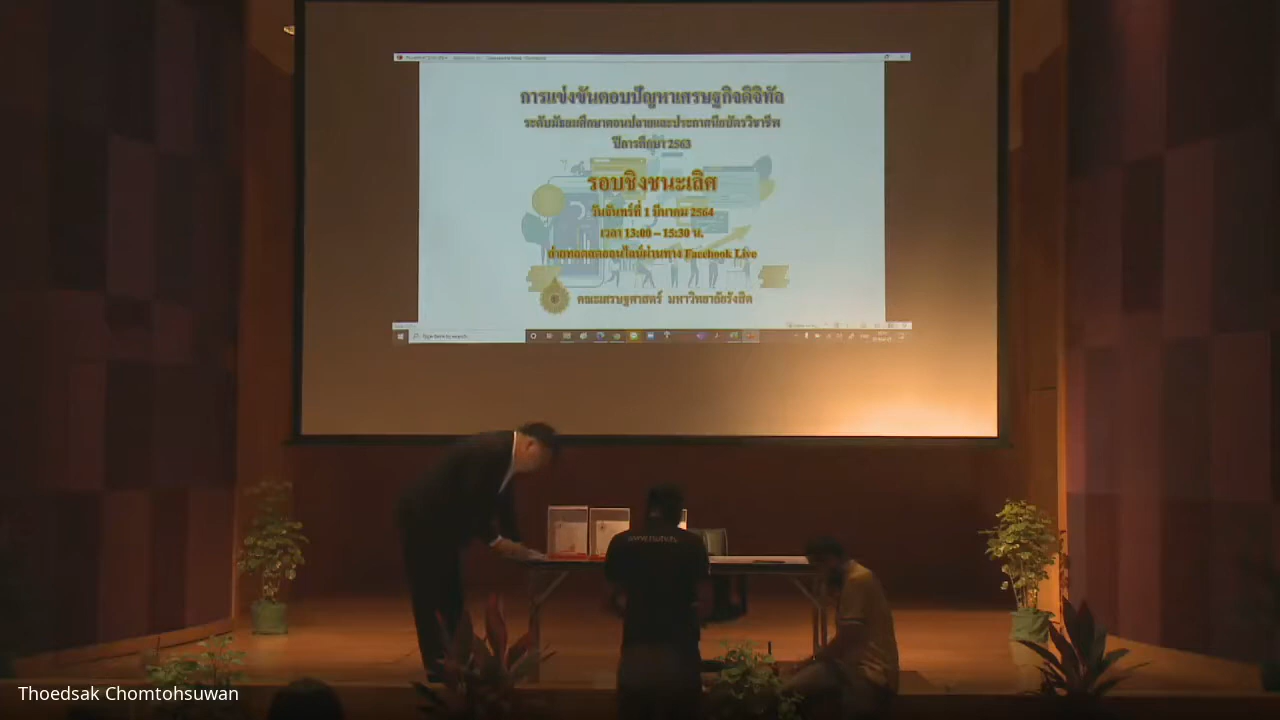 การแข่งขันตอบปัญหาเศรษฐกิจดิจิทัล
ระดับมัธยมศึกษาตอนปลายและประกาศนียบัตรวิชาชีพ
ปีการศึกษา 2563
รอบชิงชนะเลิศ
วันจันทร์ที่ 1 มีนาคม 2564
เวลา 13:00 – 15:30 น.
ถ่ายทอดสดออนไลน์ผ่านทาง Facebook Live
คณะเศรษฐศาสตร์ มหาวิทยาลัยรังสิต
Type here to search
Thoedsak Chomtohsuwan